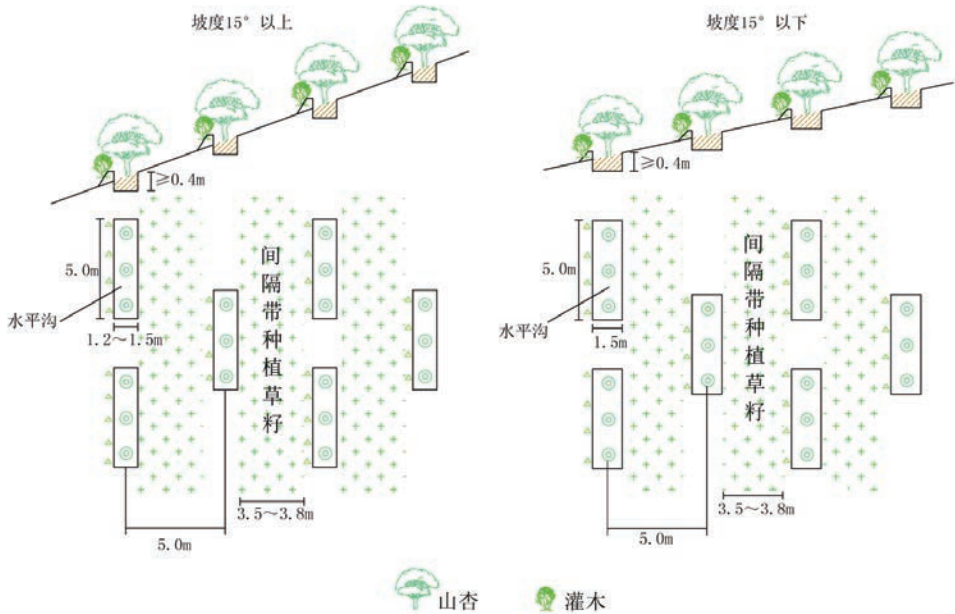 坡度15°以上
≥0.4m
5.0m
水平沟
1.2～1.5m
间隔带种植草籽
3.5～3.8m
5.0m
坡度15°以下
≥0.4m
5.0m
水平沟
1.5m
间隔带种植草籽
3.5～3.8m
5.0m
山杏
灌木